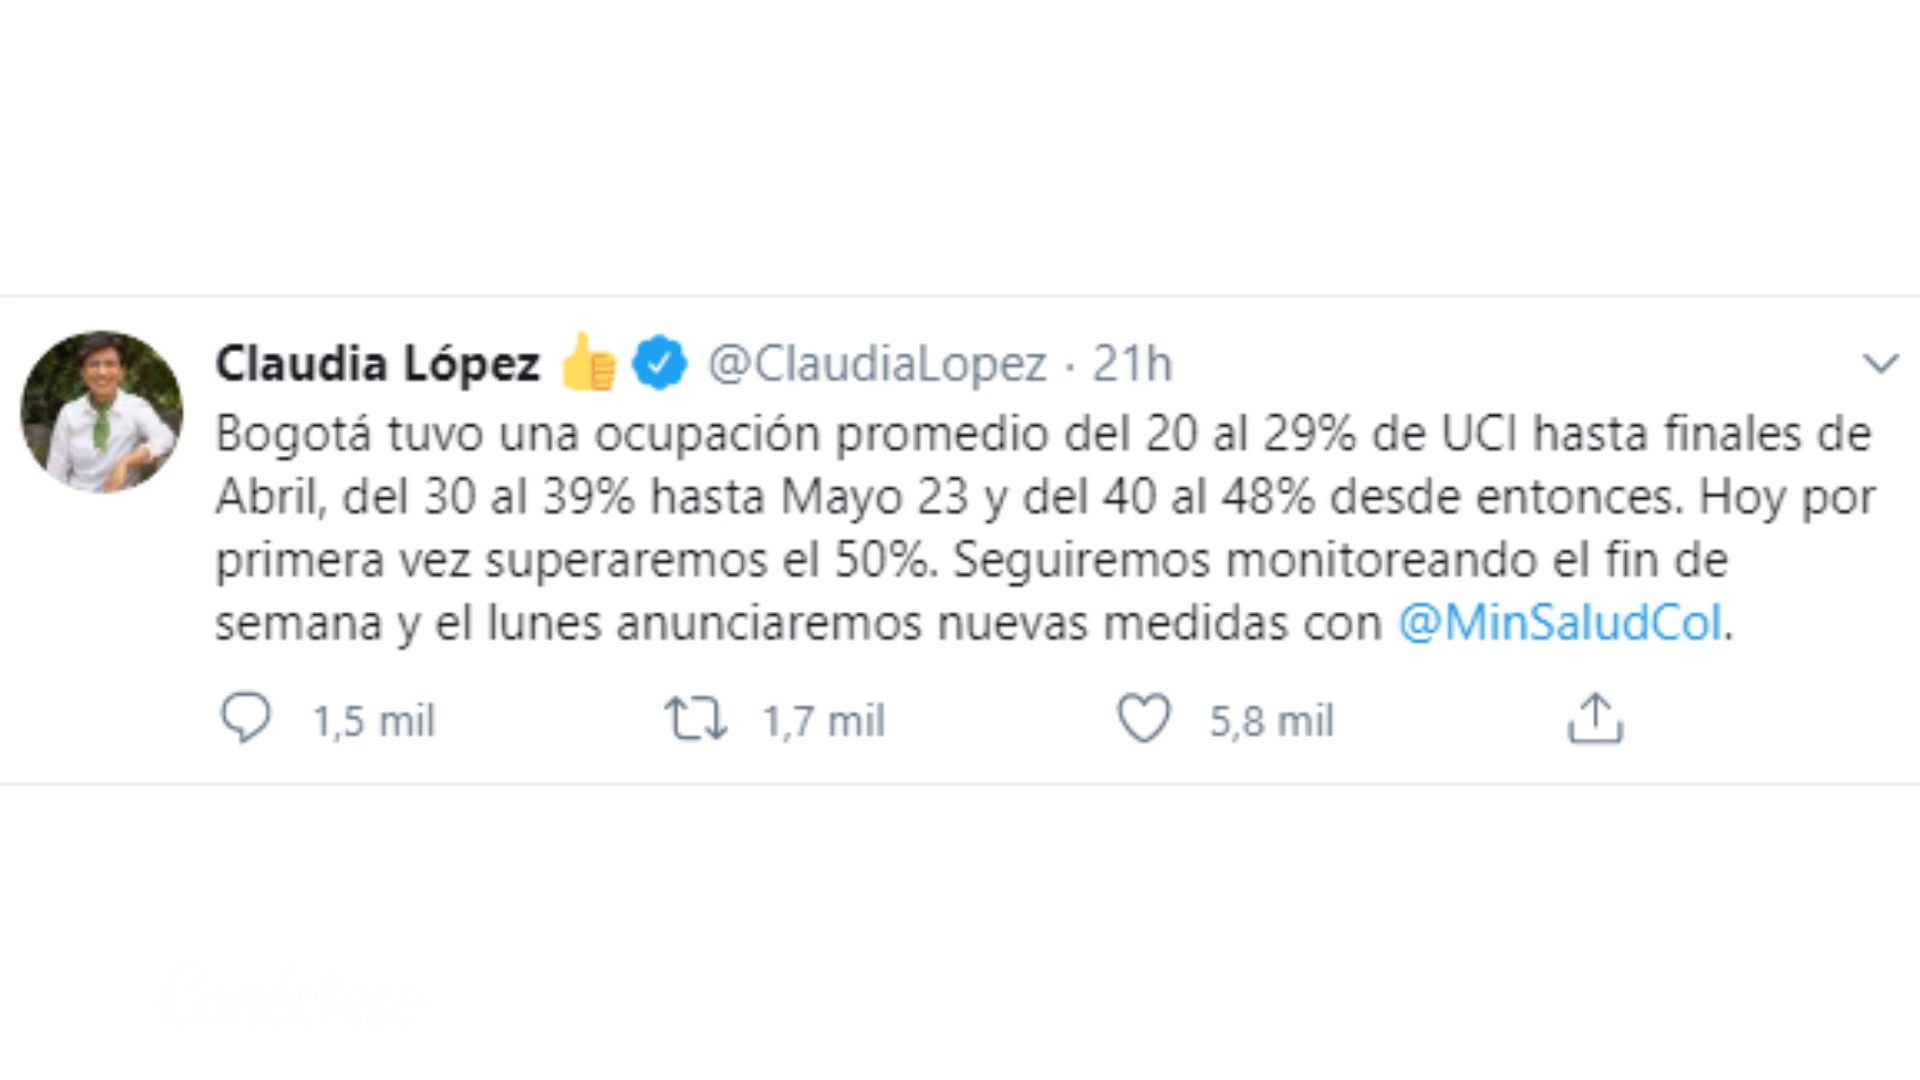 Claudia López 👍 @ClaudiaLopez · 21h
Bogotá tuvo una ocupación promedio del 20 al 29% de UCI hasta finales de
Abril, del 30 al 39% hasta Mayo 23 y del 40 al 48% desde entonces. Hoy por
primera vez superaremos el 50%. Seguiremos monitoreando el fin de
semana y el lunes anunciaremos nuevas medidas con @MinSaludCol.
1,5 mil 1,7 mil 5,8 mil